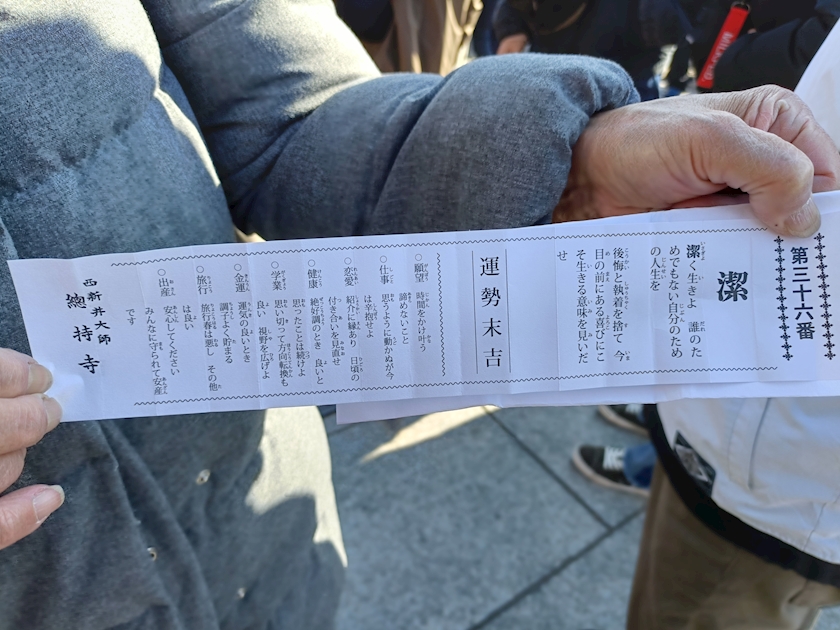 第三十六番
潔
潔く生きよ　誰のた
めでもない自分のため
の人生を
後悔と執着を捨て　今
目の前にある喜びにこ
そ生きる意味を見いだ
せ
運勢末吉
○願望　時間をかけ叶う
諦めないこと
○仕事　思うように動かぬが今
は辛抱せよ
○恋愛　紹介に縁あり　日頃の
付き合いを見直せ
○健康　絶好調のとき　良いと
思ったことは続けよ
○学業　思い切って方向転換も
良い　視野を広げよ
○金運　運気の良いとき
調子よく貯まる
○旅行　旅行春は悪し　その他
は良い
○出産　安心してください
みんなに守られて安産
です
西新井大師
總持寺